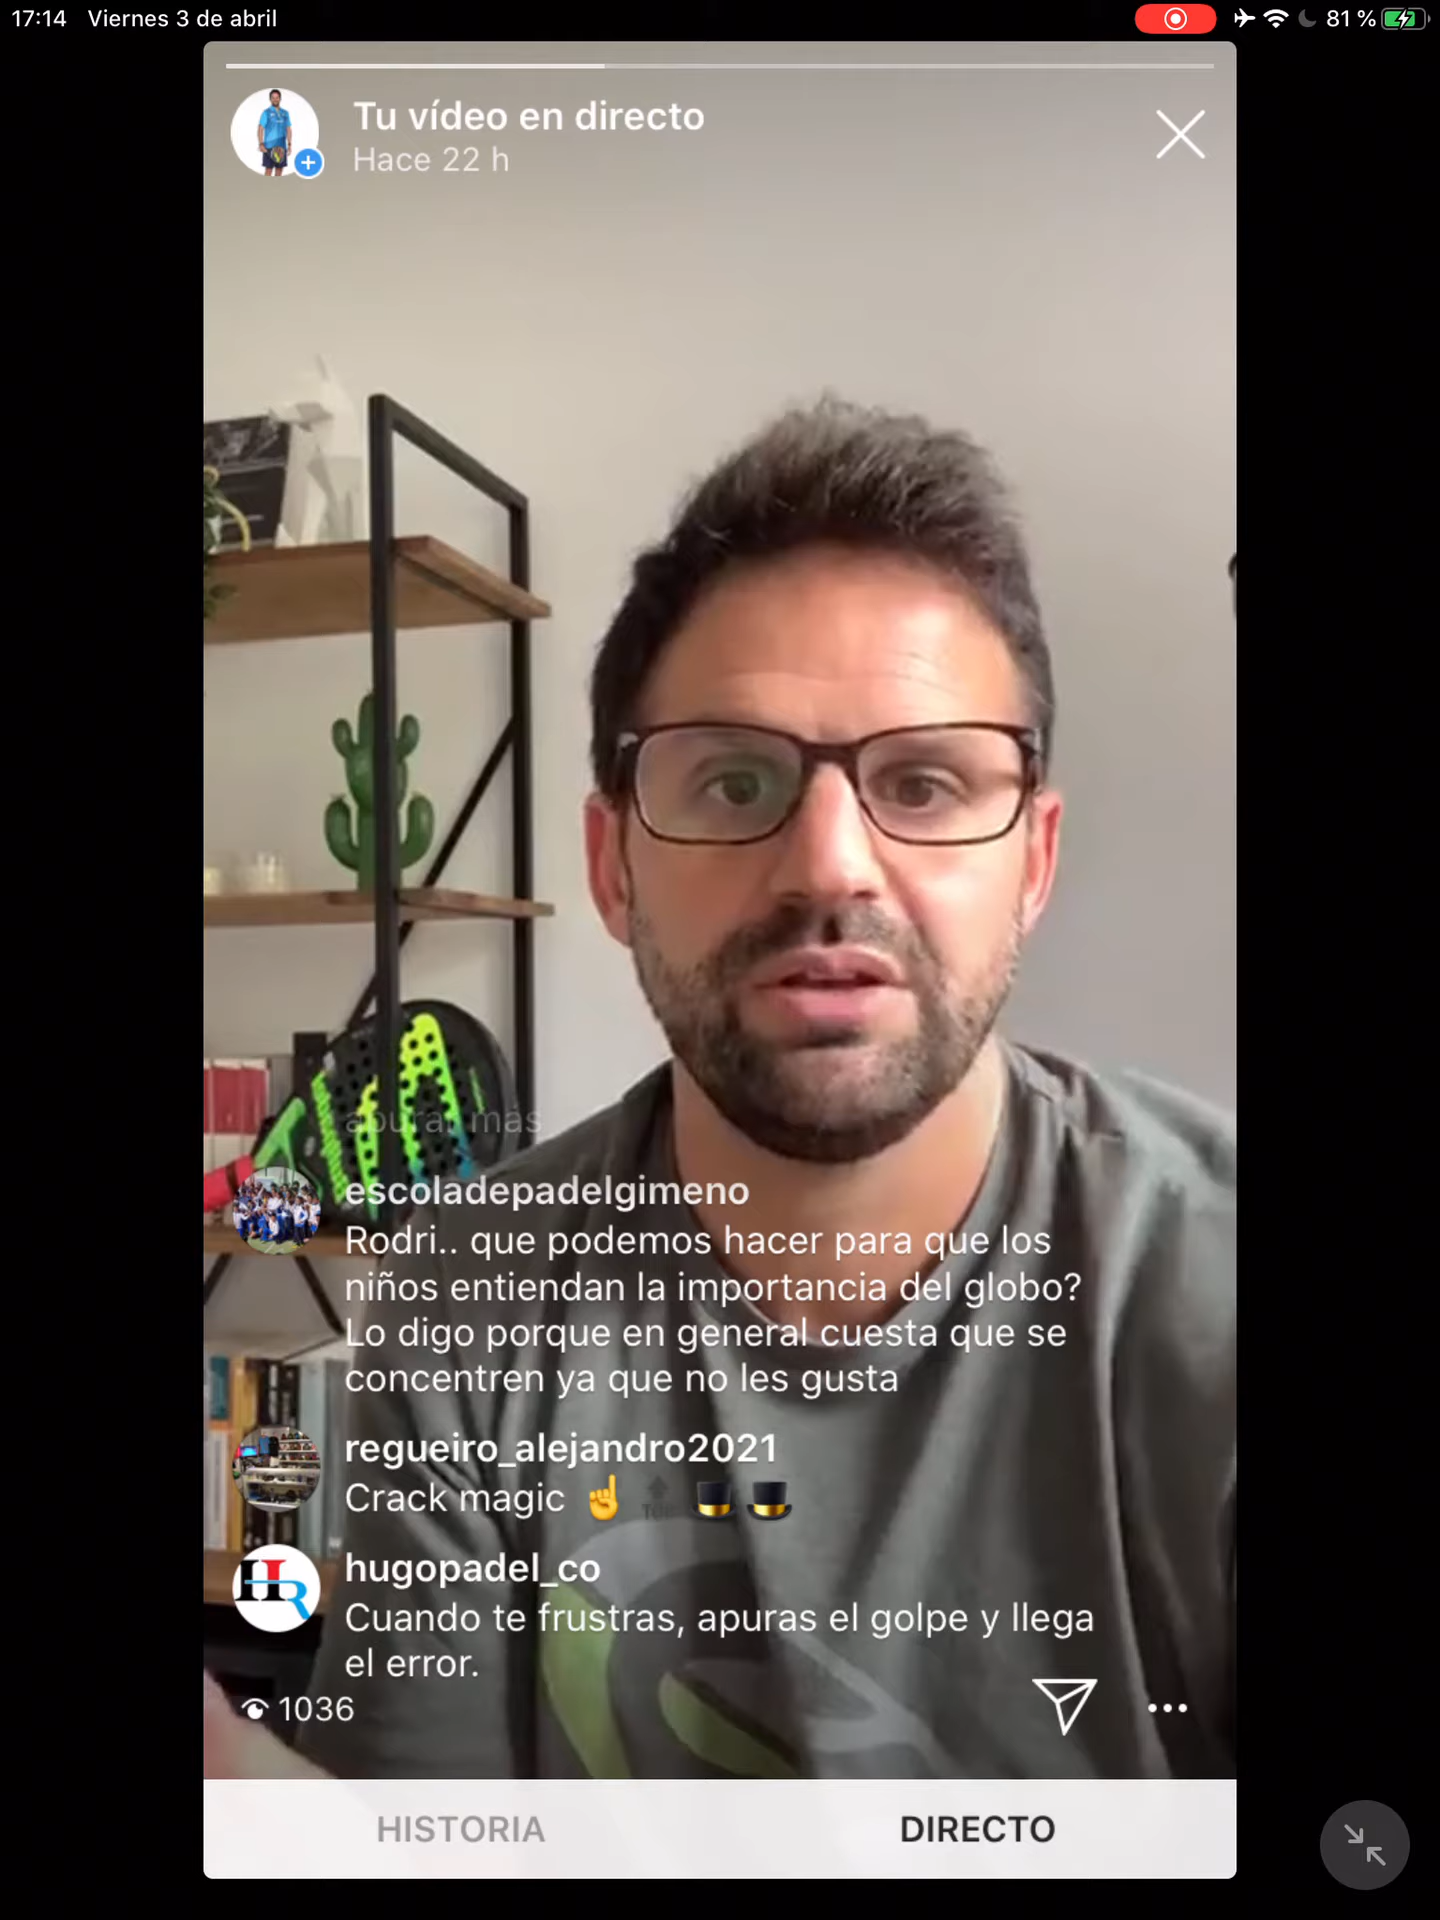 17:14 Viernes 3 de abril
81 %
Tu vídeo en directo
Hace 22 h
apurar más
escoladepadelgimeno
Rodri.. que podemos hacer para que los
niños entiendan la importancia del globo?
Lo digo porque en general cuesta que se
concentren ya que no les gusta
regueiro_alejandro2021
Crack magic ☝️🔝🎩🎩
HR
hugopadel_co
Cuando te frustras, apuras el golpe y llega
el error.
1036
HISTORIA
DIRECTO